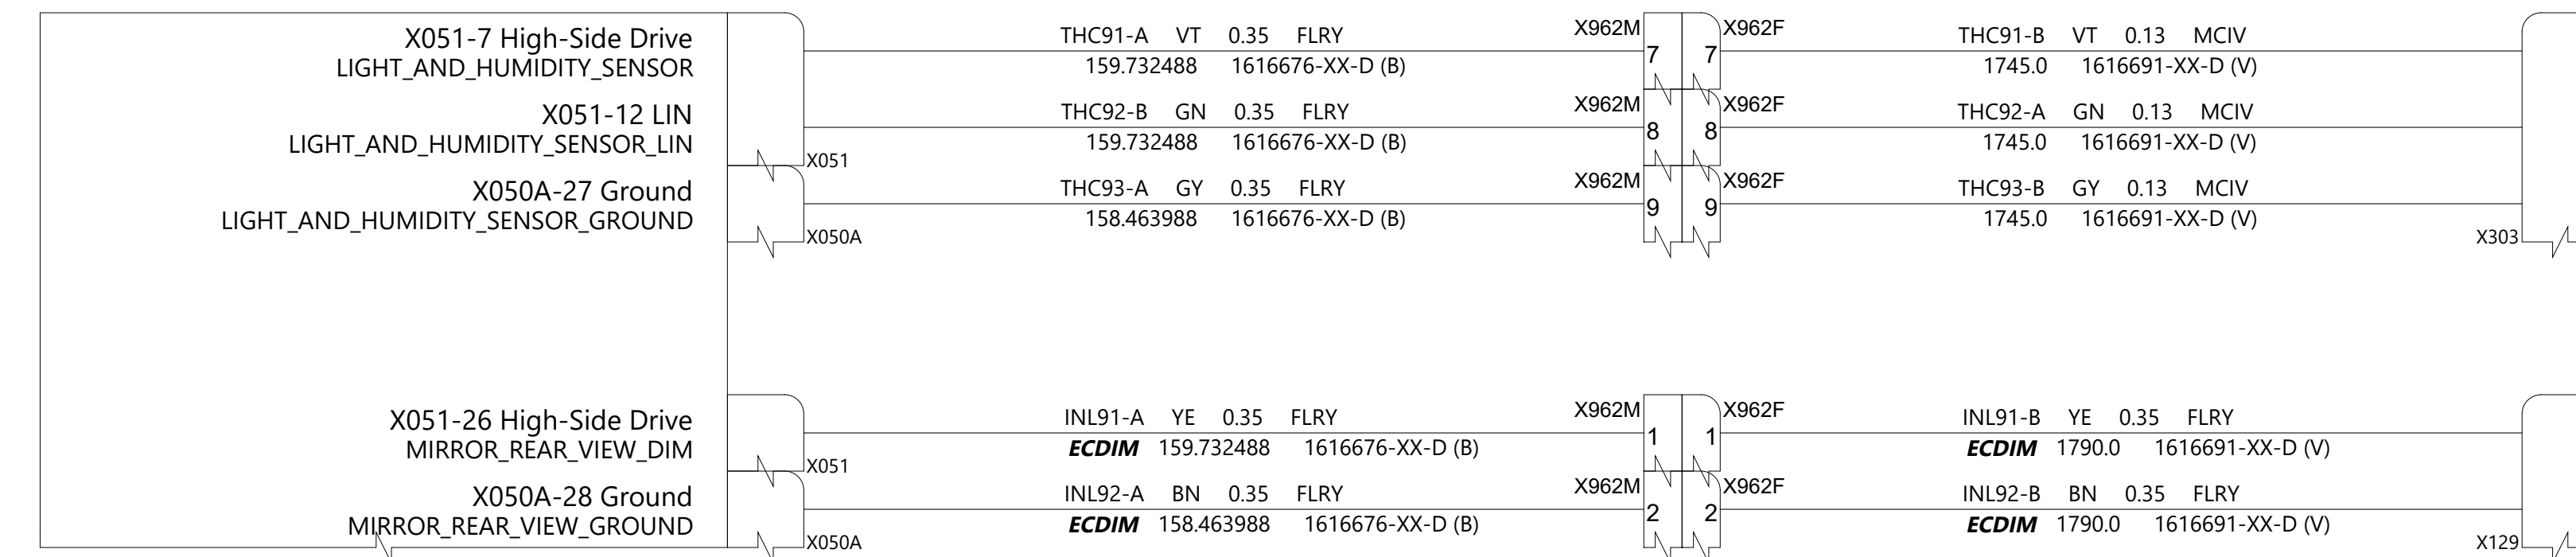 X051-7 High-Side Drive
LIGHT_AND_HUMIDITY_SENSOR
THC91-A VT 0.35 FLRY
159.732488 1616676-XX-D (B)
X962M
7
7
X962F
THC91-B VT 0.13 MCIV
1745.0 1616691-XX-D (V)
X051-12 LIN
LIGHT_AND_HUMIDITY_SENSOR_LIN
X051
THC92-B GN 0.35 FLRY
159.732488 1616676-XX-D (B)
X962M
8
8
X962F
THC92-A GN 0.13 MCIV
1745.0 1616691-XX-D (V)
X050A-27 Ground
LIGHT_AND_HUMIDITY_SENSOR_GROUND
X050A
THC93-A GY 0.35 FLRY
158.463988 1616676-XX-D (B)
X962M
9
9
X962F
THC93-B GY 0.13 MCIV
1745.0 1616691-XX-D (V)
X303
X051-26 High-Side Drive
MIRROR_REAR_VIEW_DIM
X051
INL91-A YE 0.35 FLRY
ECDIM 159.732488 1616676-XX-D (B)
X962M
1
1
X962F
INL91-B YE 0.35 FLRY
ECDIM 1790.0 1616691-XX-D (V)
X050A-28 Ground
MIRROR_REAR_VIEW_GROUND
X050A
INL92-A BN 0.35 FLRY
ECDIM 158.463988 1616676-XX-D (B)
X962M
2
2
X962F
INL92-B BN 0.35 FLRY
ECDIM 1790.0 1616691-XX-D (V)
X129